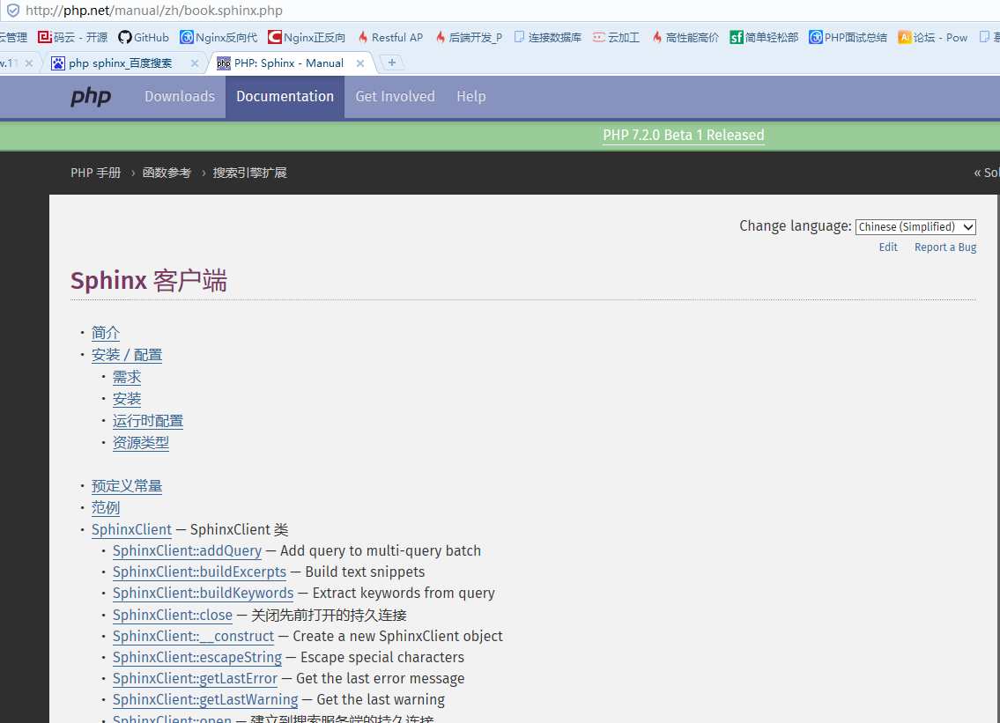 http://php.net/manual/zh/book.sphinx.php
云管理 码云 - 开源 GitHub Nginx反向代 Nginx正反向 Restful AP 后端开发_P 连接数据库 云加工 高性能高价 简单轻松部 PHP面试总结 论坛 - Pow
w.11 php sphinx_百度搜索 PHP: Sphinx - Manual
php Downloads Documentation Get Involved Help
PHP 7.2.0 Beta 1 Released
PHP 手册 › 函数参考 › 搜索引擎扩展 « Sol
Change language: Chinese (Simplified)
Edit Report a Bug
Sphinx 客户端
• 简介
• 安装 / 配置
• 需求
• 安装
• 运行时配置
• 资源类型
• 预定义常量
• 范例
• SphinxClient — SphinxClient 类
• SphinxClient::addQuery — Add query to multi-query batch
• SphinxClient::buildExcerpts — Build text snippets
• SphinxClient::buildKeywords — Extract keywords from query
• SphinxClient::close — 关闭先前打开的持久连接
• SphinxClient::__construct — Create a new SphinxClient object
• SphinxClient::escapeString — Escape special characters
• SphinxClient::getLastError — Get the last error message
• SphinxClient::getLastWarning — Get the last warning
• SphinxClient::open — 建立到搜索服务端的持久连接